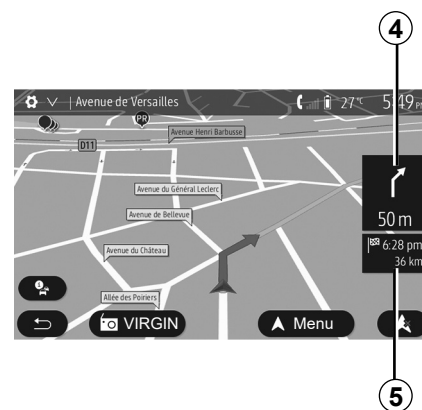 4
Avenue de Versailles 27°C 5:49 PM
PR
Avenue Henri Barbusse
D11
Avenue du Général Leclerc
50 m
Avenue de Bellevue
6:28 pm
Avenue du Château
36 km
Allée des Poiriers
VIRGIN
Menu
5